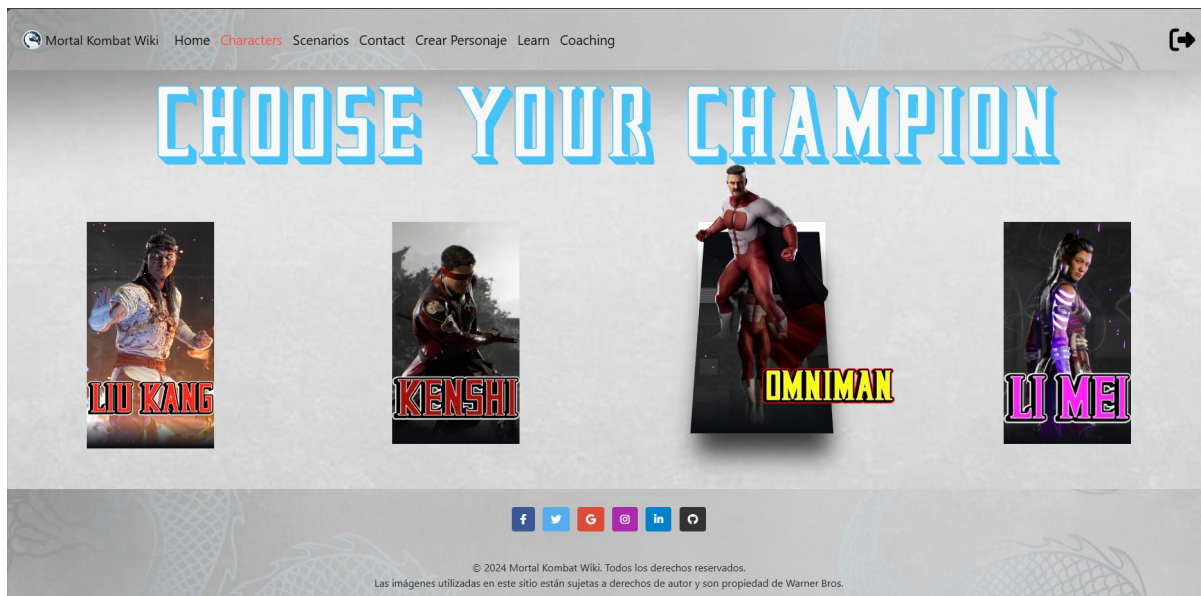 Mortal Kombat Wiki Home Characters Scenarios Contact Crear Personaje Learn Coaching
CHOOSE YOUR CHAMPION
LIU KANG
KENSHI
OMNIMAN
LI MEI
© 2024 Mortal Kombat Wiki. Todos los derechos reservados.
Las imágenes utilizadas en este sitio están sujetas a derechos de autor y son propiedad de Warner Bros.